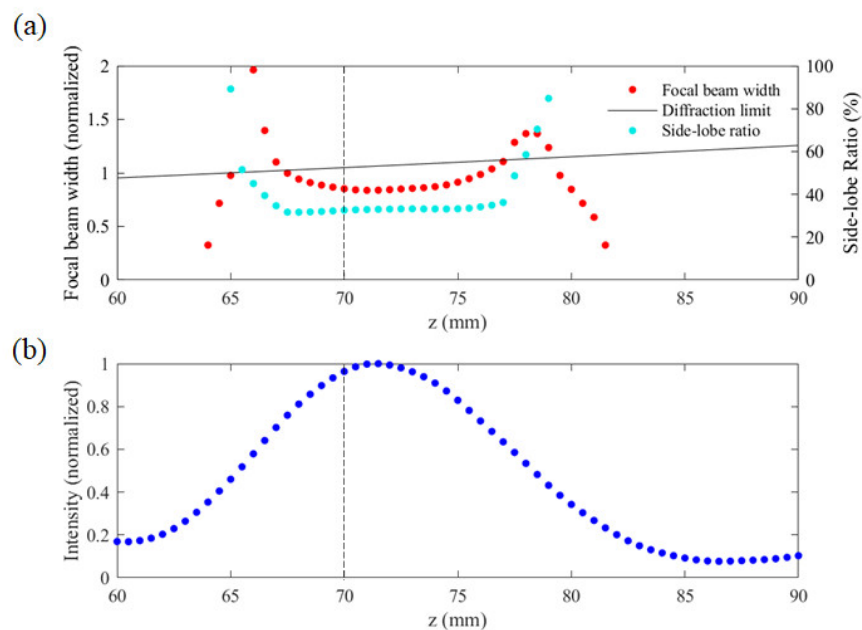 (a)
Focal beam width (normalized)
2
1.5
1
0.5
0
100
80
60
40
20
0
Side-lobe Ratio (%)
Focal beam width
Diffraction limit
Side-lobe ratio
60 65 70 75 80 85 90
z (mm)
(b)
Intensity (normalized)
1
0.8
0.6
0.4
0.2
0
60 65 70 75 80 85 90
z (mm)